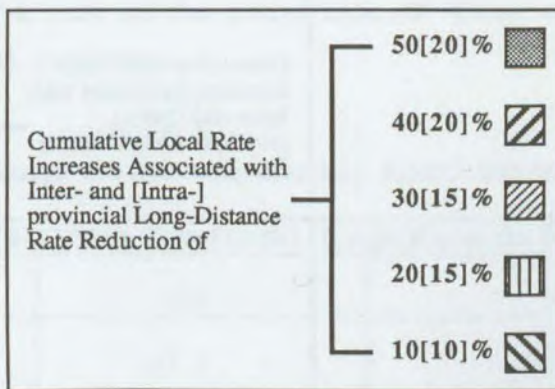 Cumulative Local Rate
Increases Associated with
Inter- and [Intra-]
provincial Long-Distance
Rate Reduction of
50[20]%
40[20]%
30[15]%
20[15]%
10[10]%